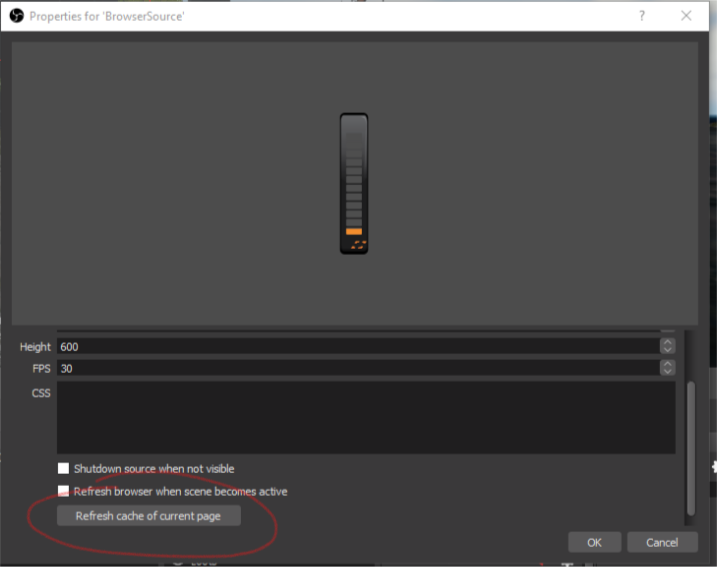 Properties for 'BrowserSource'
?
Height 600
FPS 30
CSS
Shutdown source when not visible
Refresh browser when scene becomes active
Refresh cache of current page
OK Cancel